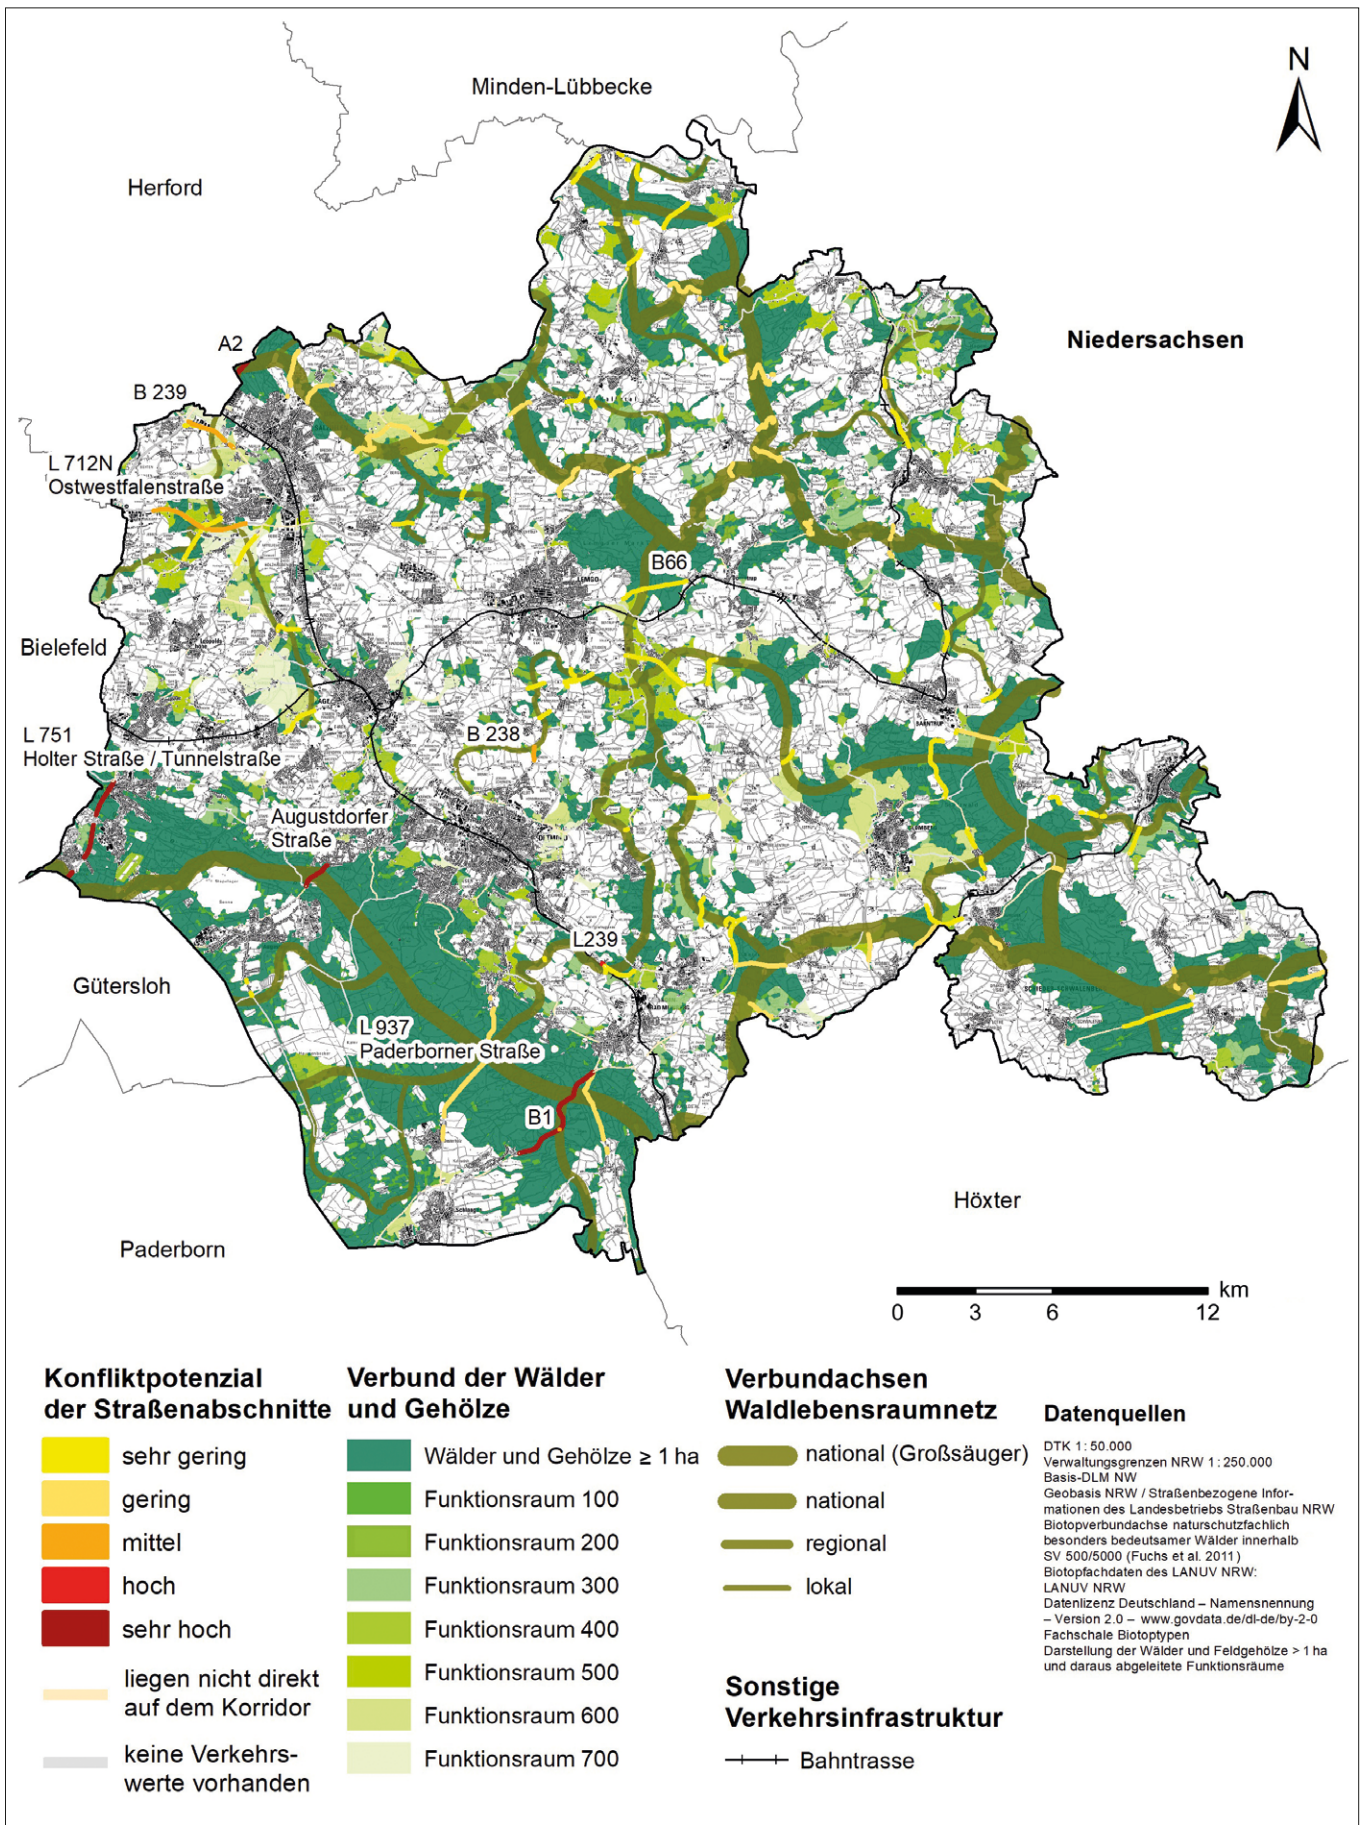 Minden-Lübbecke
N
Herford
Niedersachsen
A2
B 239
L 712N
Ostwestfalenstraße
LEMGO
B66
Bielefeld
L 751
Holter Straße / Tunnelstraße
B 238
BARNTRUP
Augustdorfer
Straße
DETMOLD
BLOMBERG
L239
Gütersloh
SCHIEDER-SCHWALENBERG
L 937
Paderborner Straße
B1
Schlangen
Höxter
Paderborn
km
0 3 6 12
Konfliktpotenzial
der Straßenabschnitte
sehr gering
gering
mittel
hoch
sehr hoch
liegen nicht direkt
auf dem Korridor
keine Verkehrs-
werte vorhanden
Verbund der Wälder
und Gehölze
Wälder und Gehölze ≥ 1 ha
Funktionsraum 100
Funktionsraum 200
Funktionsraum 300
Funktionsraum 400
Funktionsraum 500
Funktionsraum 600
Funktionsraum 700
Verbundachsen
Waldlebensraumnetz
national (Großsäuger)
national
regional
lokal
Sonstige
Verkehrsinfrastruktur
Bahntrasse
Datenquellen
DTK 1: 50.000
Verwaltungsgrenzen NRW 1: 250.000
Basis-DLM NW
Geobasis NRW / Straßenbezogene Infor-
mationen des Landesbetriebs Straßenbau NRW
Biotopverbundachse naturschutzfachlich
besonders bedeutsamer Wälder innerhalb
SV 500/5000 (Fuchs et al. 2011)
Biotopfachdaten des LANUV NRW:
LANUV NRW
Datenlizenz Deutschland – Namensnennung
– Version 2.0 – www.govdata.de/dl-de/by-2-0
Fachschale Biotoptypen
Darstellung der Wälder und Feldgehölze > 1 ha
und daraus abgeleitete Funktionsräume